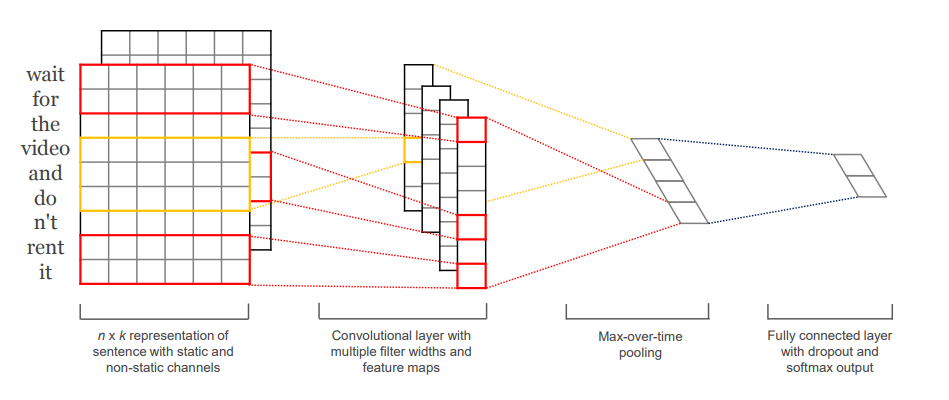 wait
for
the
video
and
do
n't
rent
it
n x k representation of
sentence with static and
non-static channels
Convolutional layer with
multiple filter widths and
feature maps
Max-over-time
pooling
Fully connected layer
with dropout and
softmax output